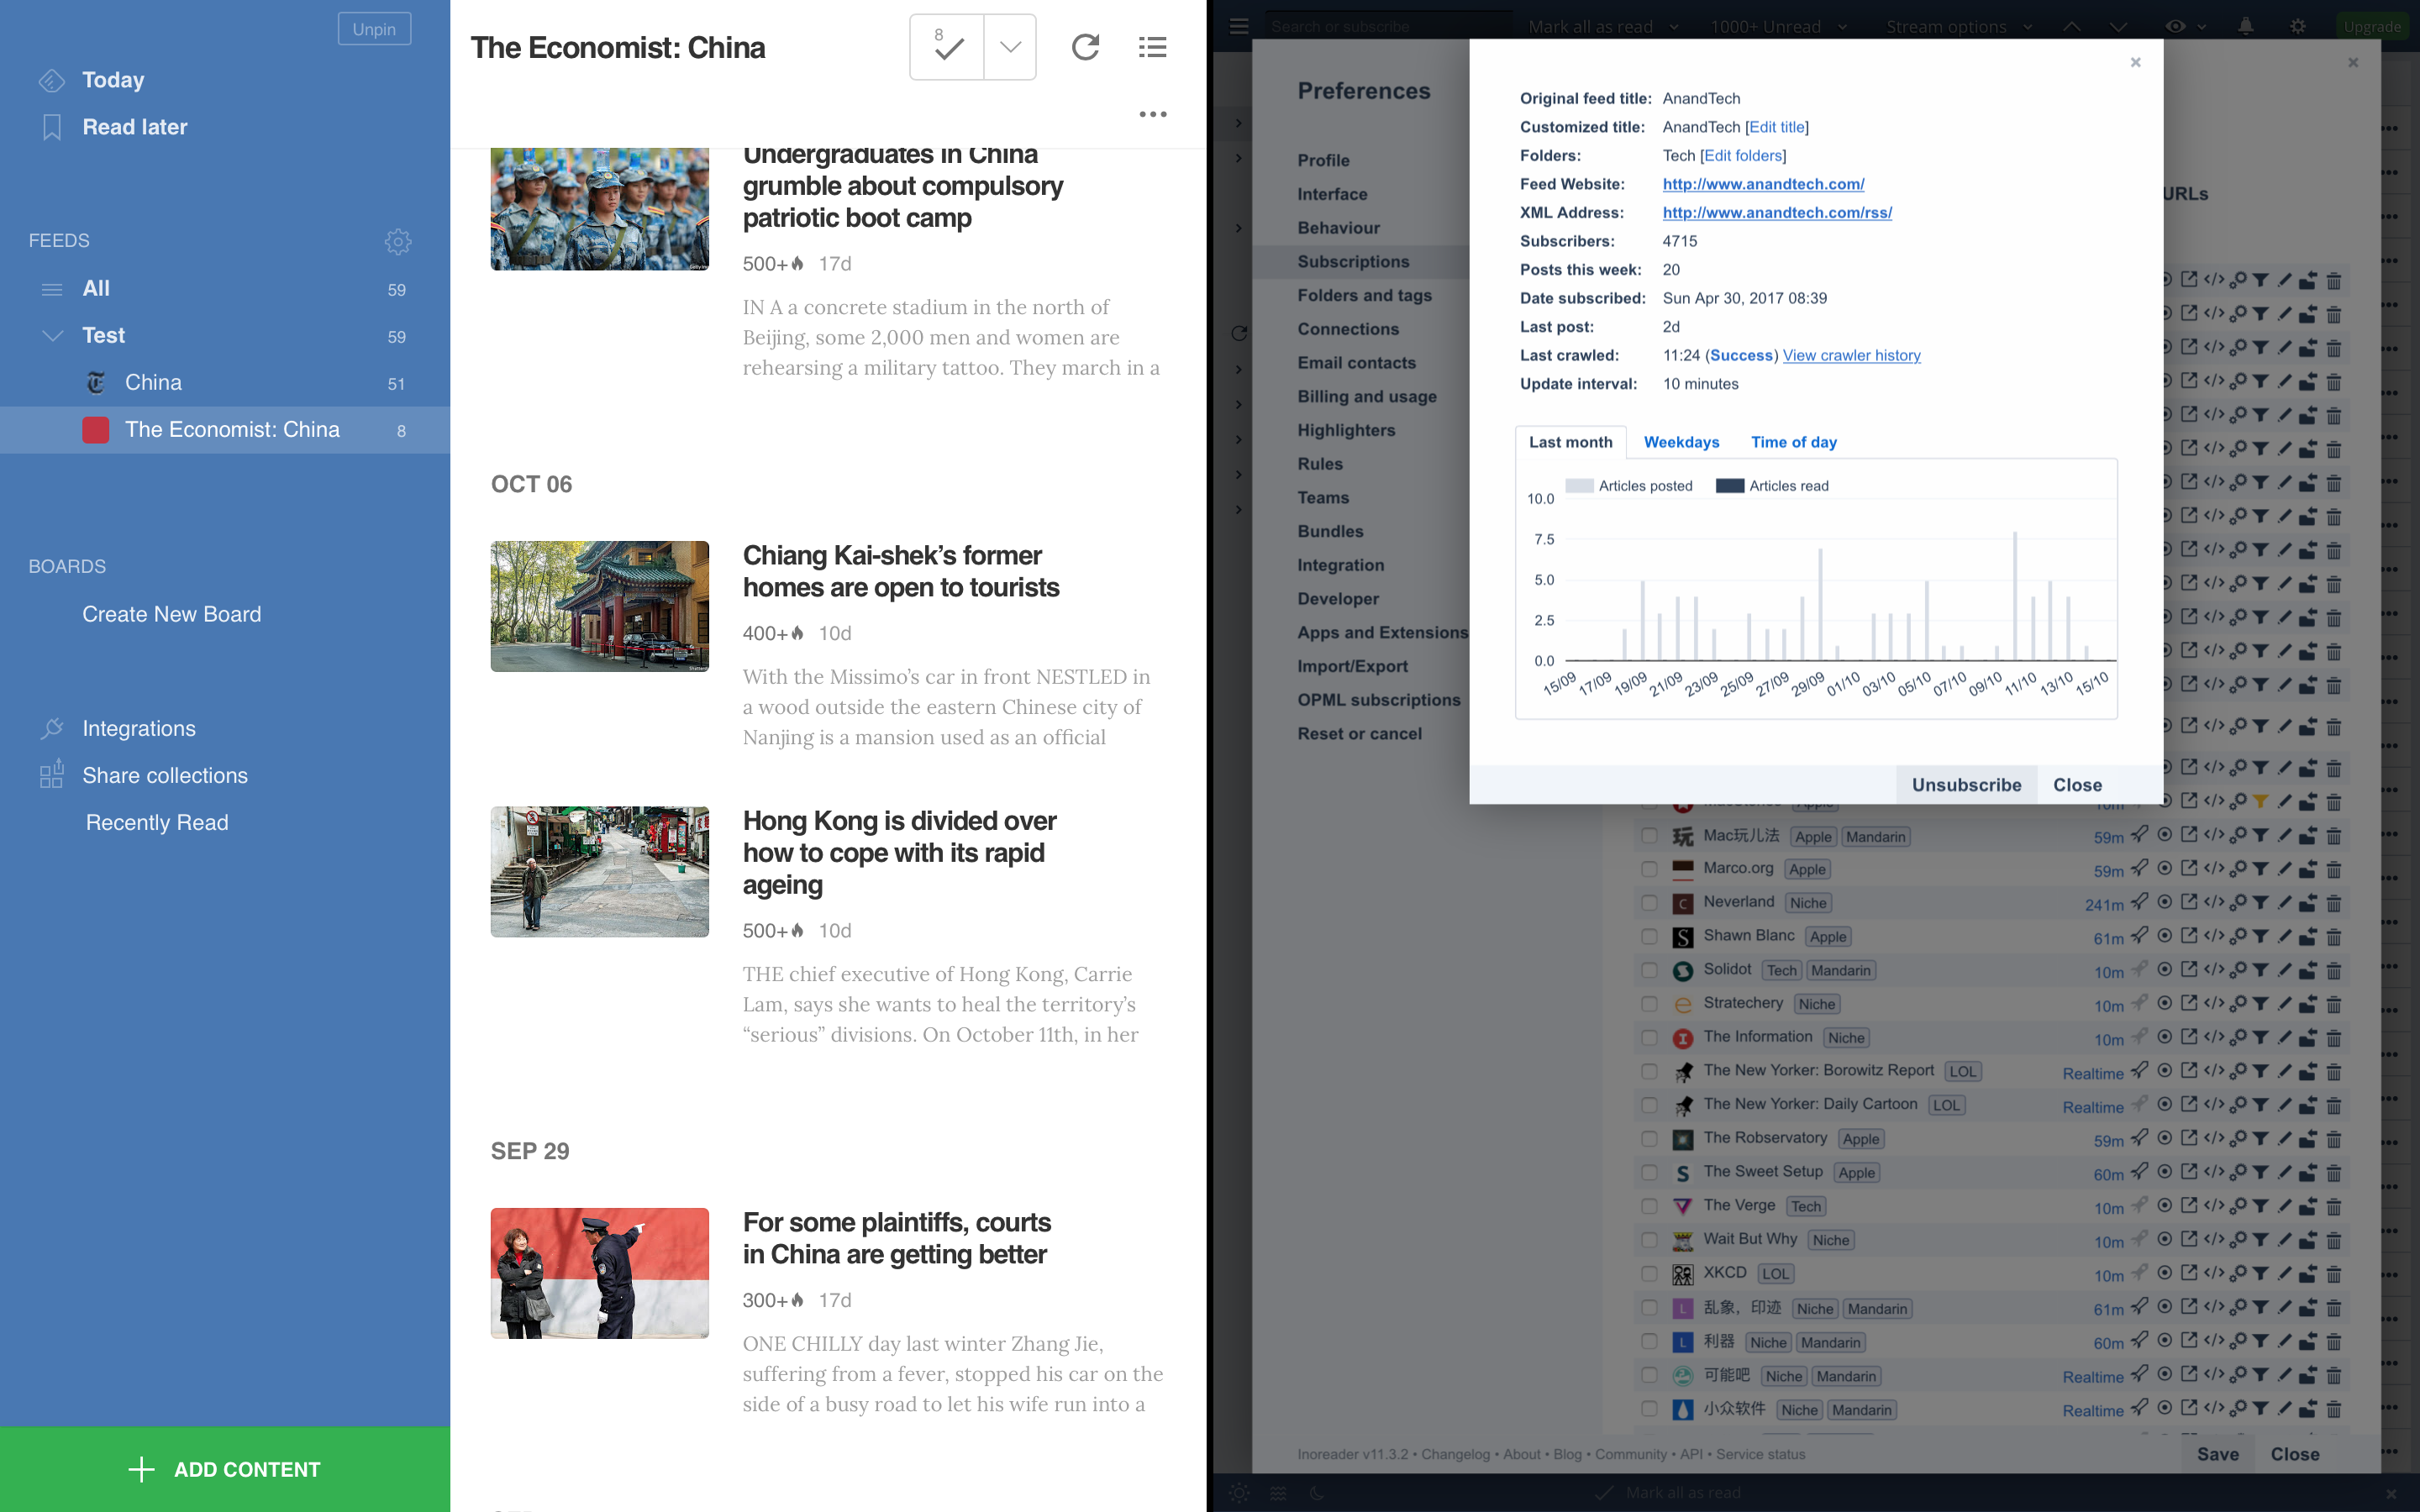 Unpin
Today
Read later
FEEDS
All 59
Test 59
China 51
The Economist: China 8
BOARDS
Create New Board
Integrations
Share collections
Recently Read
ADD CONTENT
The Economist: China
8
Undergraduates in China
grumble about compulsory
patriotic boot camp
500+ 17d
IN A a concrete stadium in the north of
Beijing, some 2,000 men and women are
rehearsing a military tattoo. They march in a
OCT 06
Chiang Kai-shek’s former
homes are open to tourists
400+ 10d
With the Missimo’s car in front NESTLED in
a wood outside the eastern Chinese city of
Nanjing is a mansion used as an official
Hong Kong is divided over
how to cope with its rapid
ageing
500+ 10d
THE chief executive of Hong Kong, Carrie
Lam, says she wants to heal the territory’s
“serious” divisions. On October 11th, in her
SEP 29
For some plaintiffs, courts
in China are getting better
300+ 17d
ONE CHILLY day last winter Zhang Jie,
suffering from a fever, stopped his car on the
side of a busy road to let his wife run into a
Search or subscribe Mark all as read 1000+ Unread Stream options Upgrade
Preferences
Profile
Interface
Behaviour
Subscriptions
Folders and tags
Connections
Email contacts
Billing and usage
Highlighters
Rules
Teams
Bundles
Integration
Developer
Apps and Extensions
Import/Export
OPML subscriptions
Reset or cancel
URLs
Original feed title: AnandTech
Customized title: AnandTech [Edit title]
Folders: Tech [Edit folders]
Feed Website: http://www.anandtech.com/
XML Address: http://www.anandtech.com/rss/
Subscribers: 4715
Posts this week: 20
Date subscribed: Sun Apr 30, 2017 08:39
Last post: 2d
Last crawled: 11:24 (Success) View crawler history
Update interval: 10 minutes
Last month Weekdays Time of day
Articles posted Articles read
10.0
7.5
5.0
2.5
0.0
15/09 17/09 19/09 21/09 23/09 25/09 27/09 29/09 01/10 03/10 05/10 07/10 09/10 11/10 13/10 15/10
Unsubscribe Close
Mac玩儿法 Apple Mandarin 59m
Marco.org Apple 59m
Neverland Niche 241m
Shawn Blanc Apple 61m
Solidot Tech Mandarin 10m
Stratechery Niche 10m
The Information Niche 10m
The New Yorker: Borowitz Report LOL Realtime
The New Yorker: Daily Cartoon LOL Realtime
The Robservatory Apple 59m
The Sweet Setup Apple 60m
The Verge Tech 10m
Wait But Why Niche 10m
XKCD LOL 10m
乱象，印迹 Niche Mandarin 61m
利器 Niche Mandarin 60m
可能吧 Niche Mandarin Realtime
小众软件 Niche Mandarin Realtime
Inoreader v11.3.2 • Changelog • About • Blog • Community • API • Service status
Save Close
Mark all as read